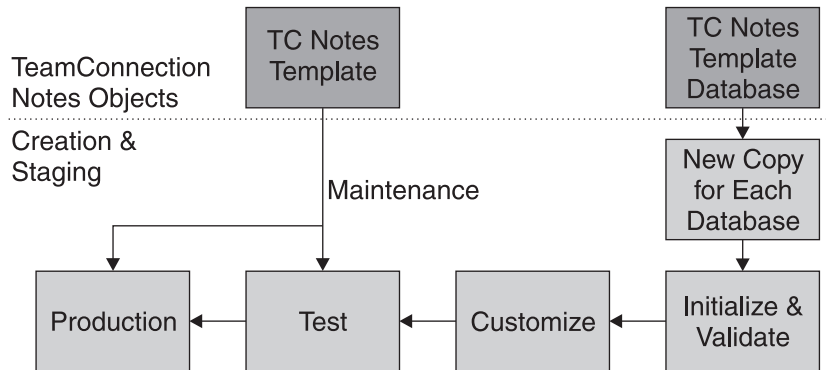 TeamConnection
Notes Objects
TC Notes
Template
TC Notes
Template
Database
Creation &
Staging
Maintenance
New Copy
for Each
Database
Production
Test
Customize
Initialize &
Validate